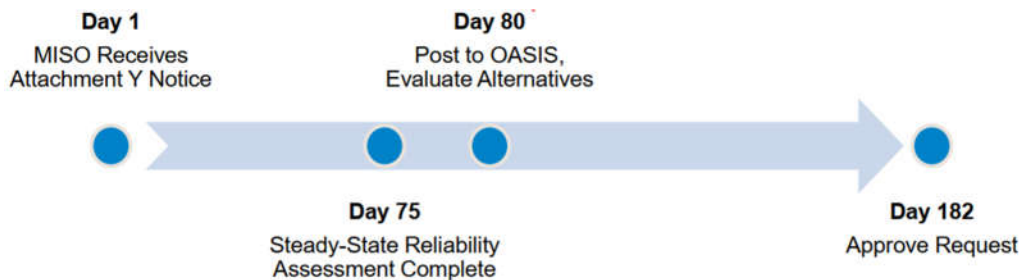 Day 1
MISO Receives
Attachment Y Notice
Day 80
Post to OASIS,
Evaluate Alternatives
Day 75
Steady-State Reliability
Assessment Complete
Day 182
Approve Request